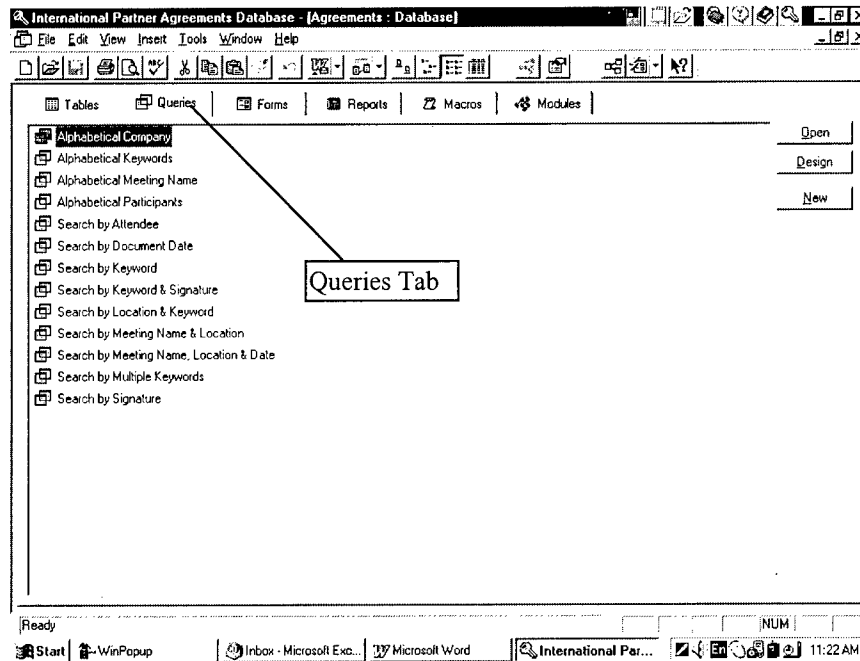 International Partner Agreements Database - [Agreements : Database]
File Edit View Insert Tools Window Help
Tables Queries Forms Reports Macros Modules
Alphabetical Company
Alphabetical Keywords
Alphabetical Meeting Name
Alphabetical Participants
Search by Attendee
Search by Document Date
Search by Keyword
Search by Keyword & Signature
Search by Location & Keyword
Search by Meeting Name & Location
Search by Meeting Name, Location & Date
Search by Multiple Keywords
Search by Signature
Open
Design
New
Queries Tab
Ready NUM
Start WinPopup Inbox - Microsoft Exc... Microsoft Word International Par... En 11:22 AM